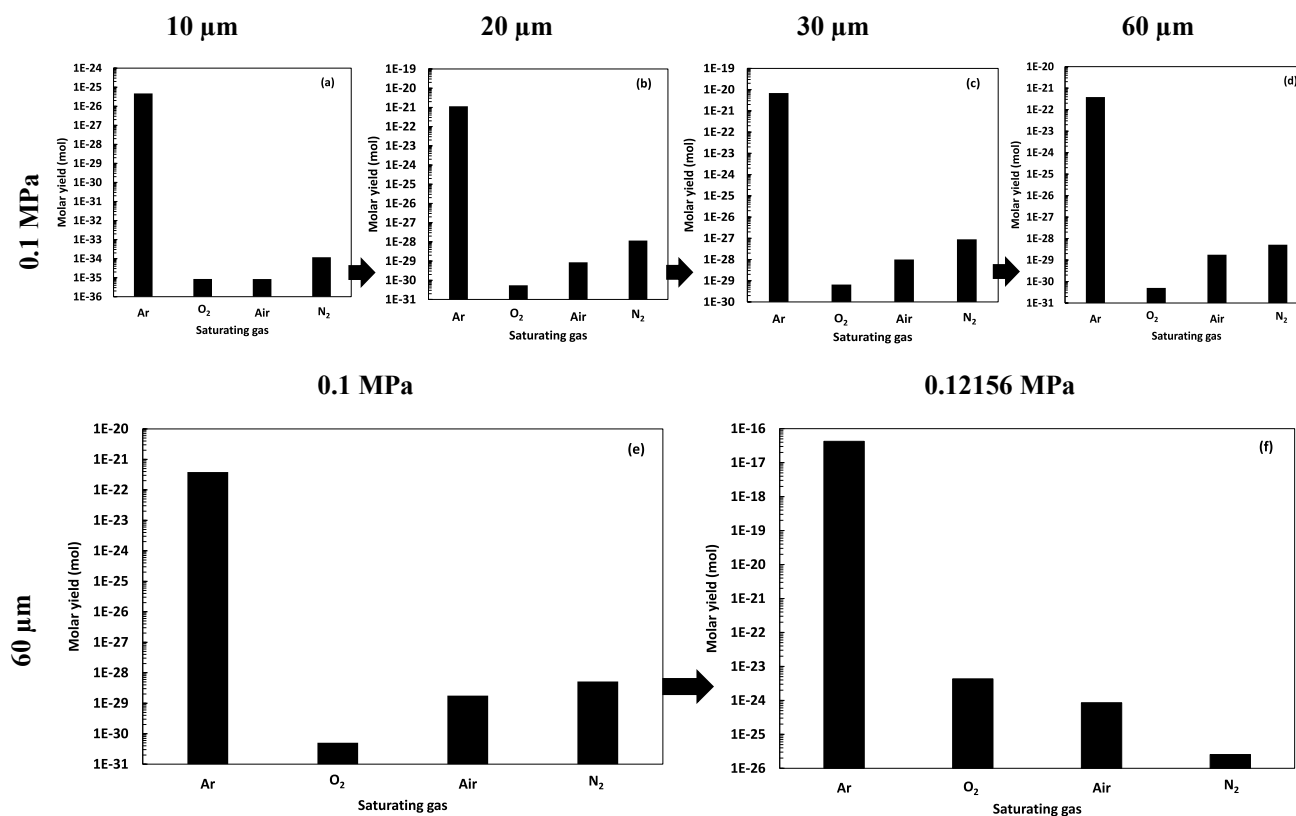 10 µm
20 µm
30 µm
60 µm
0.1 MPa
(a)
Molar yield (mol)
1E-24
1E-25
1E-26
1E-27
1E-28
1E-29
1E-30
1E-31
1E-32
1E-33
1E-34
1E-35
1E-36
Ar
O₂
Air
N₂
Saturating gas
(b)
Molar yield (mol)
1E-19
1E-20
1E-21
1E-22
1E-23
1E-24
1E-25
1E-26
1E-27
1E-28
1E-29
1E-30
1E-31
Ar
O₂
Air
N₂
Saturating gas
(c)
Molar yield (mol)
1E-19
1E-20
1E-21
1E-22
1E-23
1E-24
1E-25
1E-26
1E-27
1E-28
1E-29
1E-30
Ar
O₂
Air
N₂
Saturating gas
(d)
Molar yield (mol)
1E-20
1E-21
1E-22
1E-23
1E-24
1E-25
1E-26
1E-27
1E-28
1E-29
1E-30
1E-31
Ar
O₂
Air
N₂
Saturating gas
0.1 MPa
0.12156 MPa
60 µm
(e)
Molar yield (mol)
1E-20
1E-21
1E-22
1E-23
1E-24
1E-25
1E-26
1E-27
1E-28
1E-29
1E-30
1E-31
Ar
O₂
Air
N₂
Saturating gas
(f)
Molar yield (mol)
1E-16
1E-17
1E-18
1E-19
1E-20
1E-21
1E-22
1E-23
1E-24
1E-25
1E-26
Ar
O₂
Air
N₂
Saturating gas